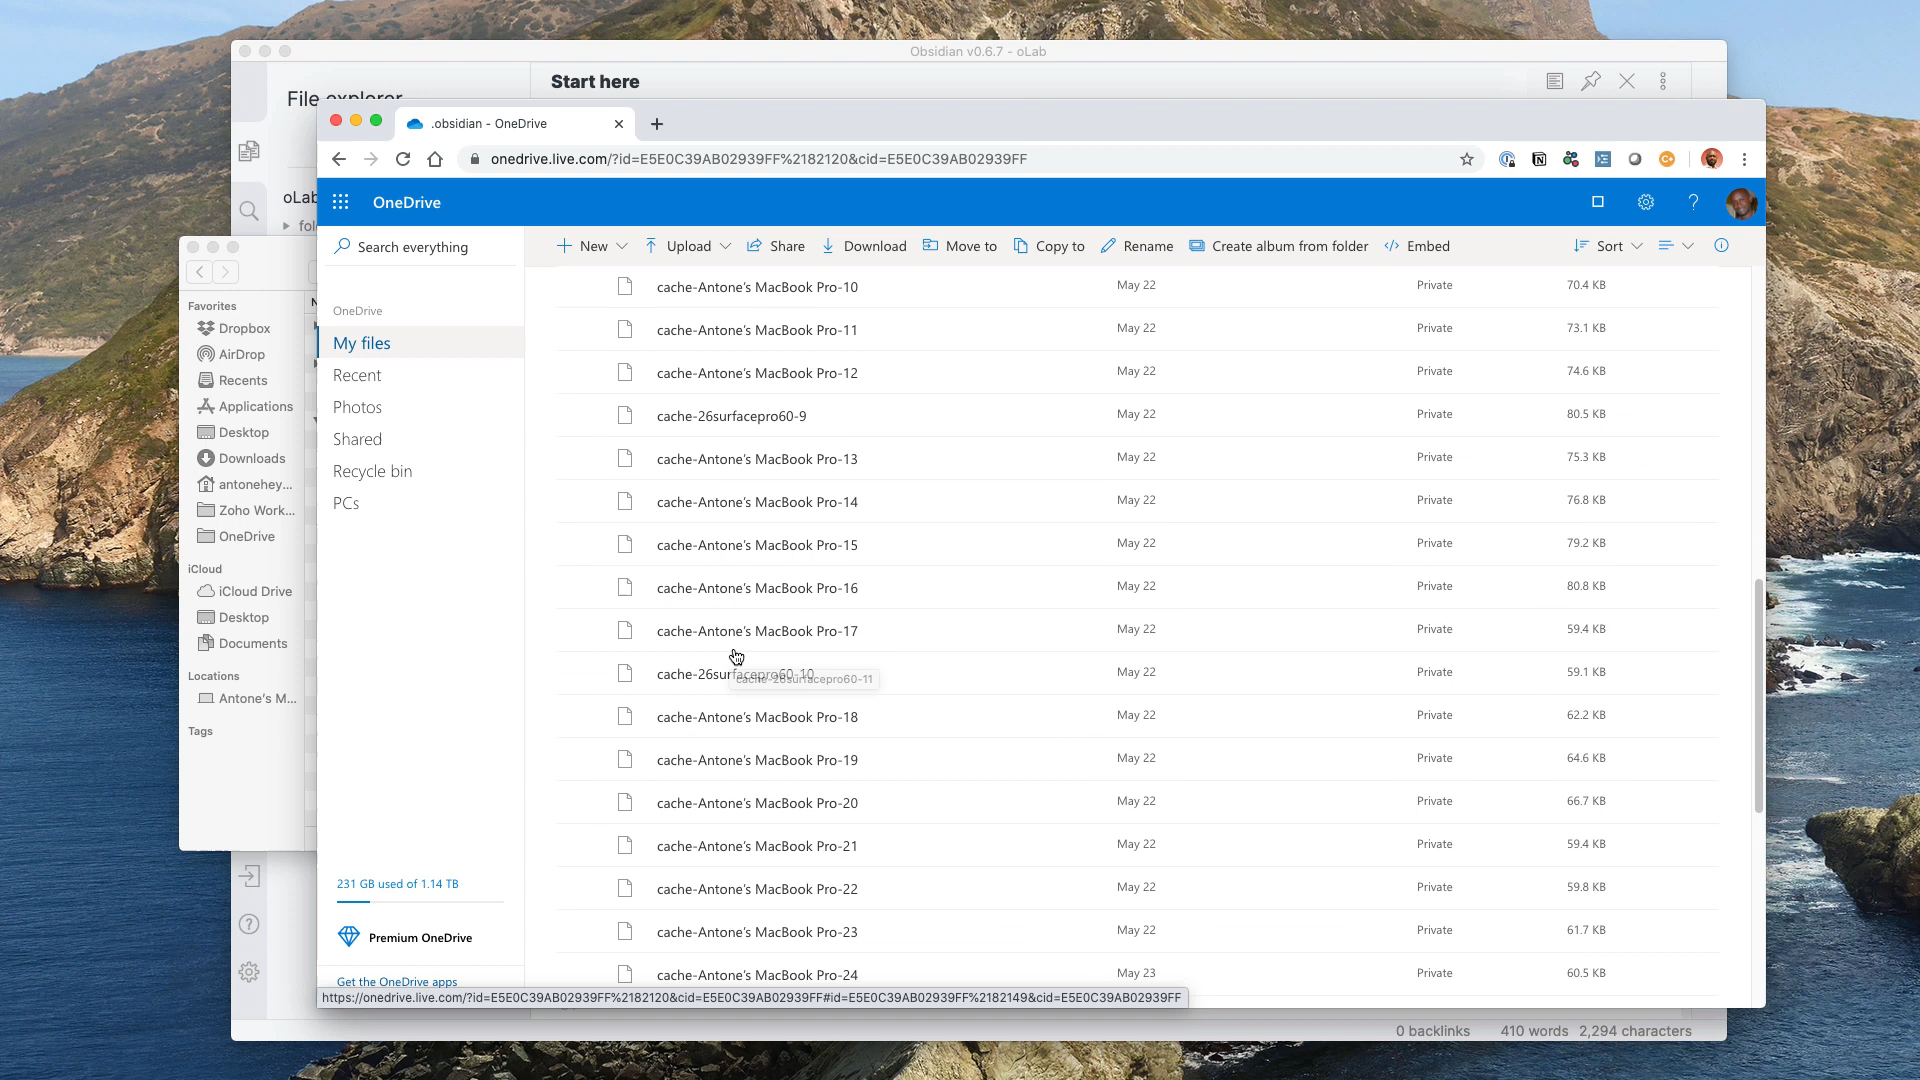 Obsidian v0.6.7 - oLab
Start here
File explorer
oLab
.obsidian - OneDrive
onedrive.live.com/?id=E5E0C39AB02939FF%2182120&cid=E5E0C39AB02939FF
OneDrive
Search everything
New Upload Share Download Move to Copy to Rename Create album from folder Embed Sort
OneDrive
My files
Recent
Photos
Shared
Recycle bin
PCs
231 GB used of 1.14 TB
Premium OneDrive
Get the OneDrive apps
cache-Antone's MacBook Pro-10 May 22 Private 70.4 KB
cache-Antone's MacBook Pro-11 May 22 Private 73.1 KB
cache-Antone's MacBook Pro-12 May 22 Private 74.6 KB
cache-26surfacepro60-9 May 22 Private 80.5 KB
cache-Antone's MacBook Pro-13 May 22 Private 75.3 KB
cache-Antone's MacBook Pro-14 May 22 Private 76.8 KB
cache-Antone's MacBook Pro-15 May 22 Private 79.2 KB
cache-Antone's MacBook Pro-16 May 22 Private 80.8 KB
cache-Antone's MacBook Pro-17 May 22 Private 59.4 KB
cache-26surfacepro60-10 May 22 Private 59.1 KB
cache-26surfacepro60-11
cache-Antone's MacBook Pro-18 May 22 Private 62.2 KB
cache-Antone's MacBook Pro-19 May 22 Private 64.6 KB
cache-Antone's MacBook Pro-20 May 22 Private 66.7 KB
cache-Antone's MacBook Pro-21 May 22 Private 59.4 KB
cache-Antone's MacBook Pro-22 May 22 Private 59.8 KB
cache-Antone's MacBook Pro-23 May 22 Private 61.7 KB
cache-Antone's MacBook Pro-24 May 23 Private 60.5 KB
https://onedrive.live.com/?id=E5E0C39AB02939FF%2182120&cid=E5E0C39AB02939FF#id=E5E0C39AB02939FF%2182149&cid=E5E0C39AB02939FF
Favorites
Dropbox
AirDrop
Recents
Applications
Desktop
Downloads
antonehey...
Zoho Work...
OneDrive
iCloud
iCloud Drive
Desktop
Documents
Locations
Antone's M...
Tags
0 backlinks 410 words 2,294 characters